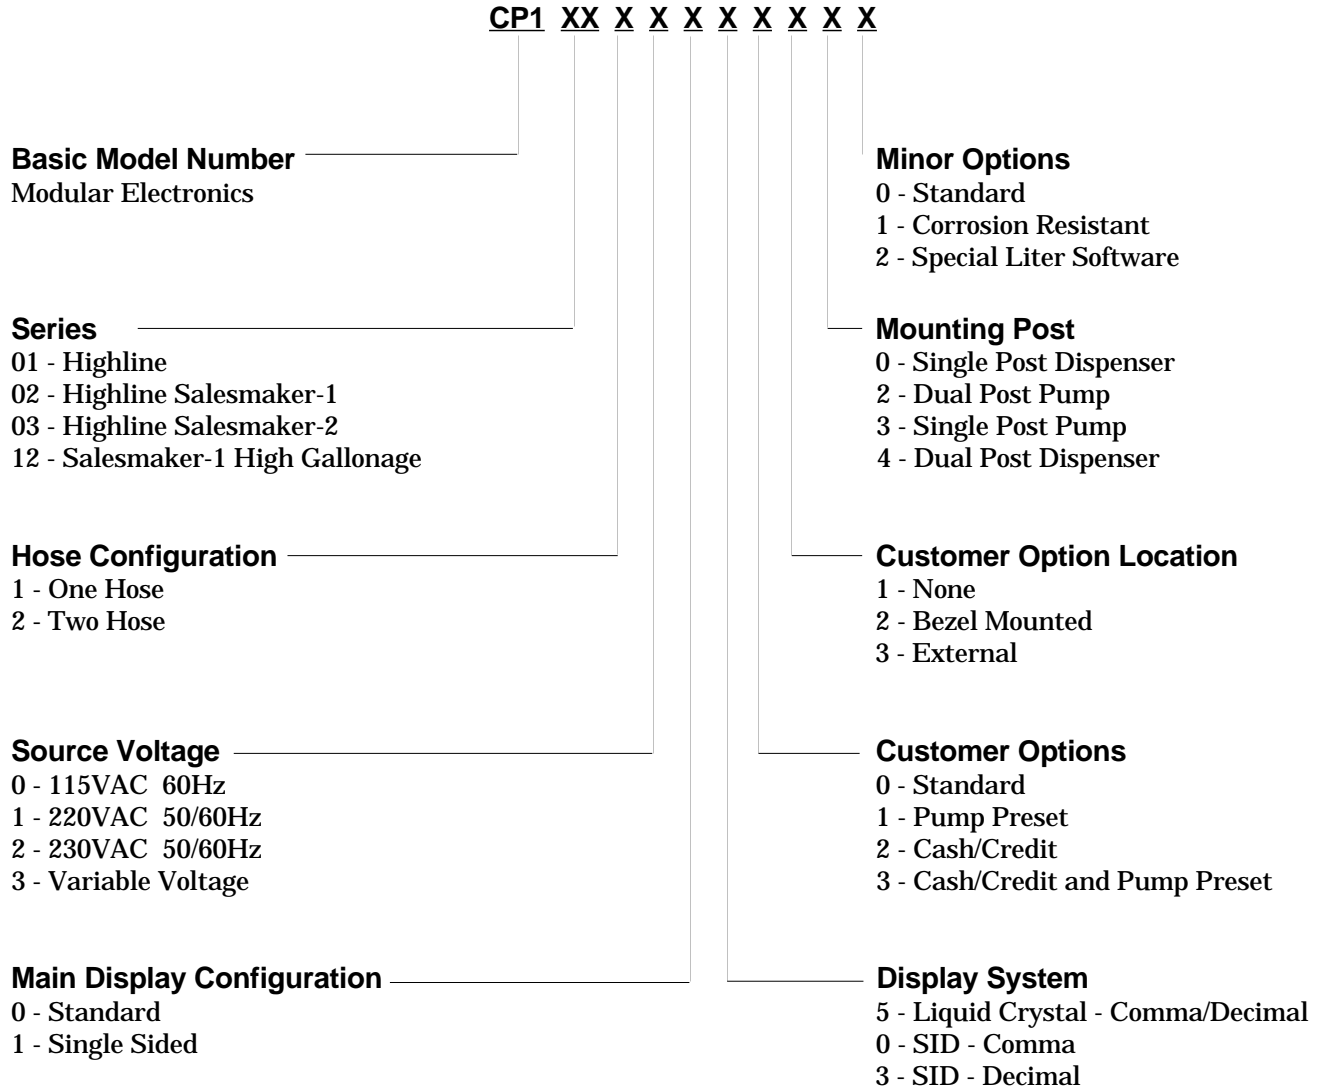 CP1 XX X X X X X X X X
Basic Model Number
Modular Electronics
Series
01 - Highline
02 - Highline Salesmaker-1
03 - Highline Salesmaker-2
12 - Salesmaker-1 High Gallonage
Hose Configuration
1 - One Hose
2 - Two Hose
Source Voltage
0 - 115VAC 60Hz
1 - 220VAC 50/60Hz
2 - 230VAC 50/60Hz
3 - Variable Voltage
Main Display Configuration
0 - Standard
1 - Single Sided
Minor Options
0 - Standard
1 - Corrosion Resistant
2 - Special Liter Software
Mounting Post
0 - Single Post Dispenser
2 - Dual Post Pump
3 - Single Post Pump
4 - Dual Post Dispenser
Customer Option Location
1 - None
2 - Bezel Mounted
3 - External
Customer Options
0 - Standard
1 - Pump Preset
2 - Cash/Credit
3 - Cash/Credit and Pump Preset
Display System
5 - Liquid Crystal - Comma/Decimal
0 - SID - Comma
3 - SID - Decimal